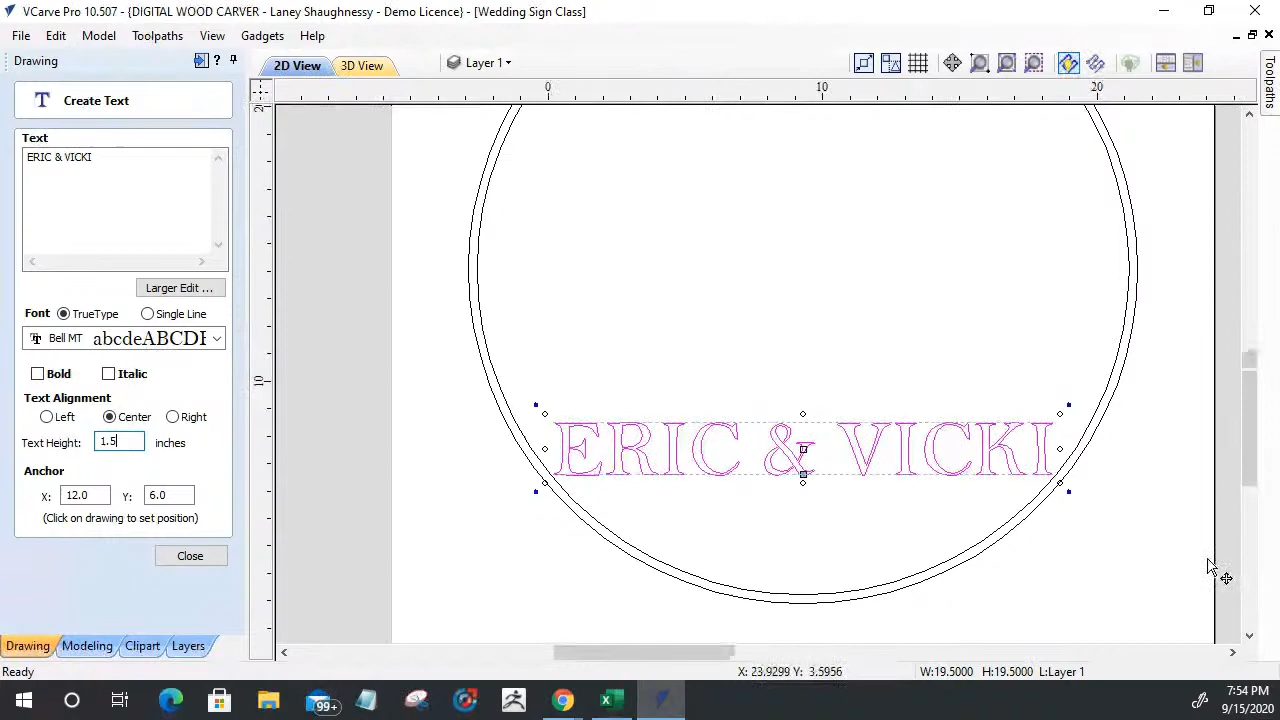 VCarve Pro 10.507 - {DIGITAL WOOD CARVER - Laney Shaughnessy - Demo Licence} - [Wedding Sign Class]
File Edit Model Toolpaths View Gadgets Help
Drawing
2D View
3D View
Layer 1
Create Text
Text
ERIC & VICKI
Larger Edit ...
Font TrueType Single Line
Bell MT abcdeABCDE
Bold Italic
Text Alignment
Left Center Right
Text Height: 1.5 inches
Anchor
X: 12.0 Y: 6.0
(Click on drawing to set position)
Close
0 10 20
10
ERIC & VICKI
Toolpaths
Drawing Modeling Clipart Layers
Ready
X: 23.9299 Y: 3.5956
W:19.5000 H:19.5000 L:Layer 1
99+
7:54 PM
9/15/2020